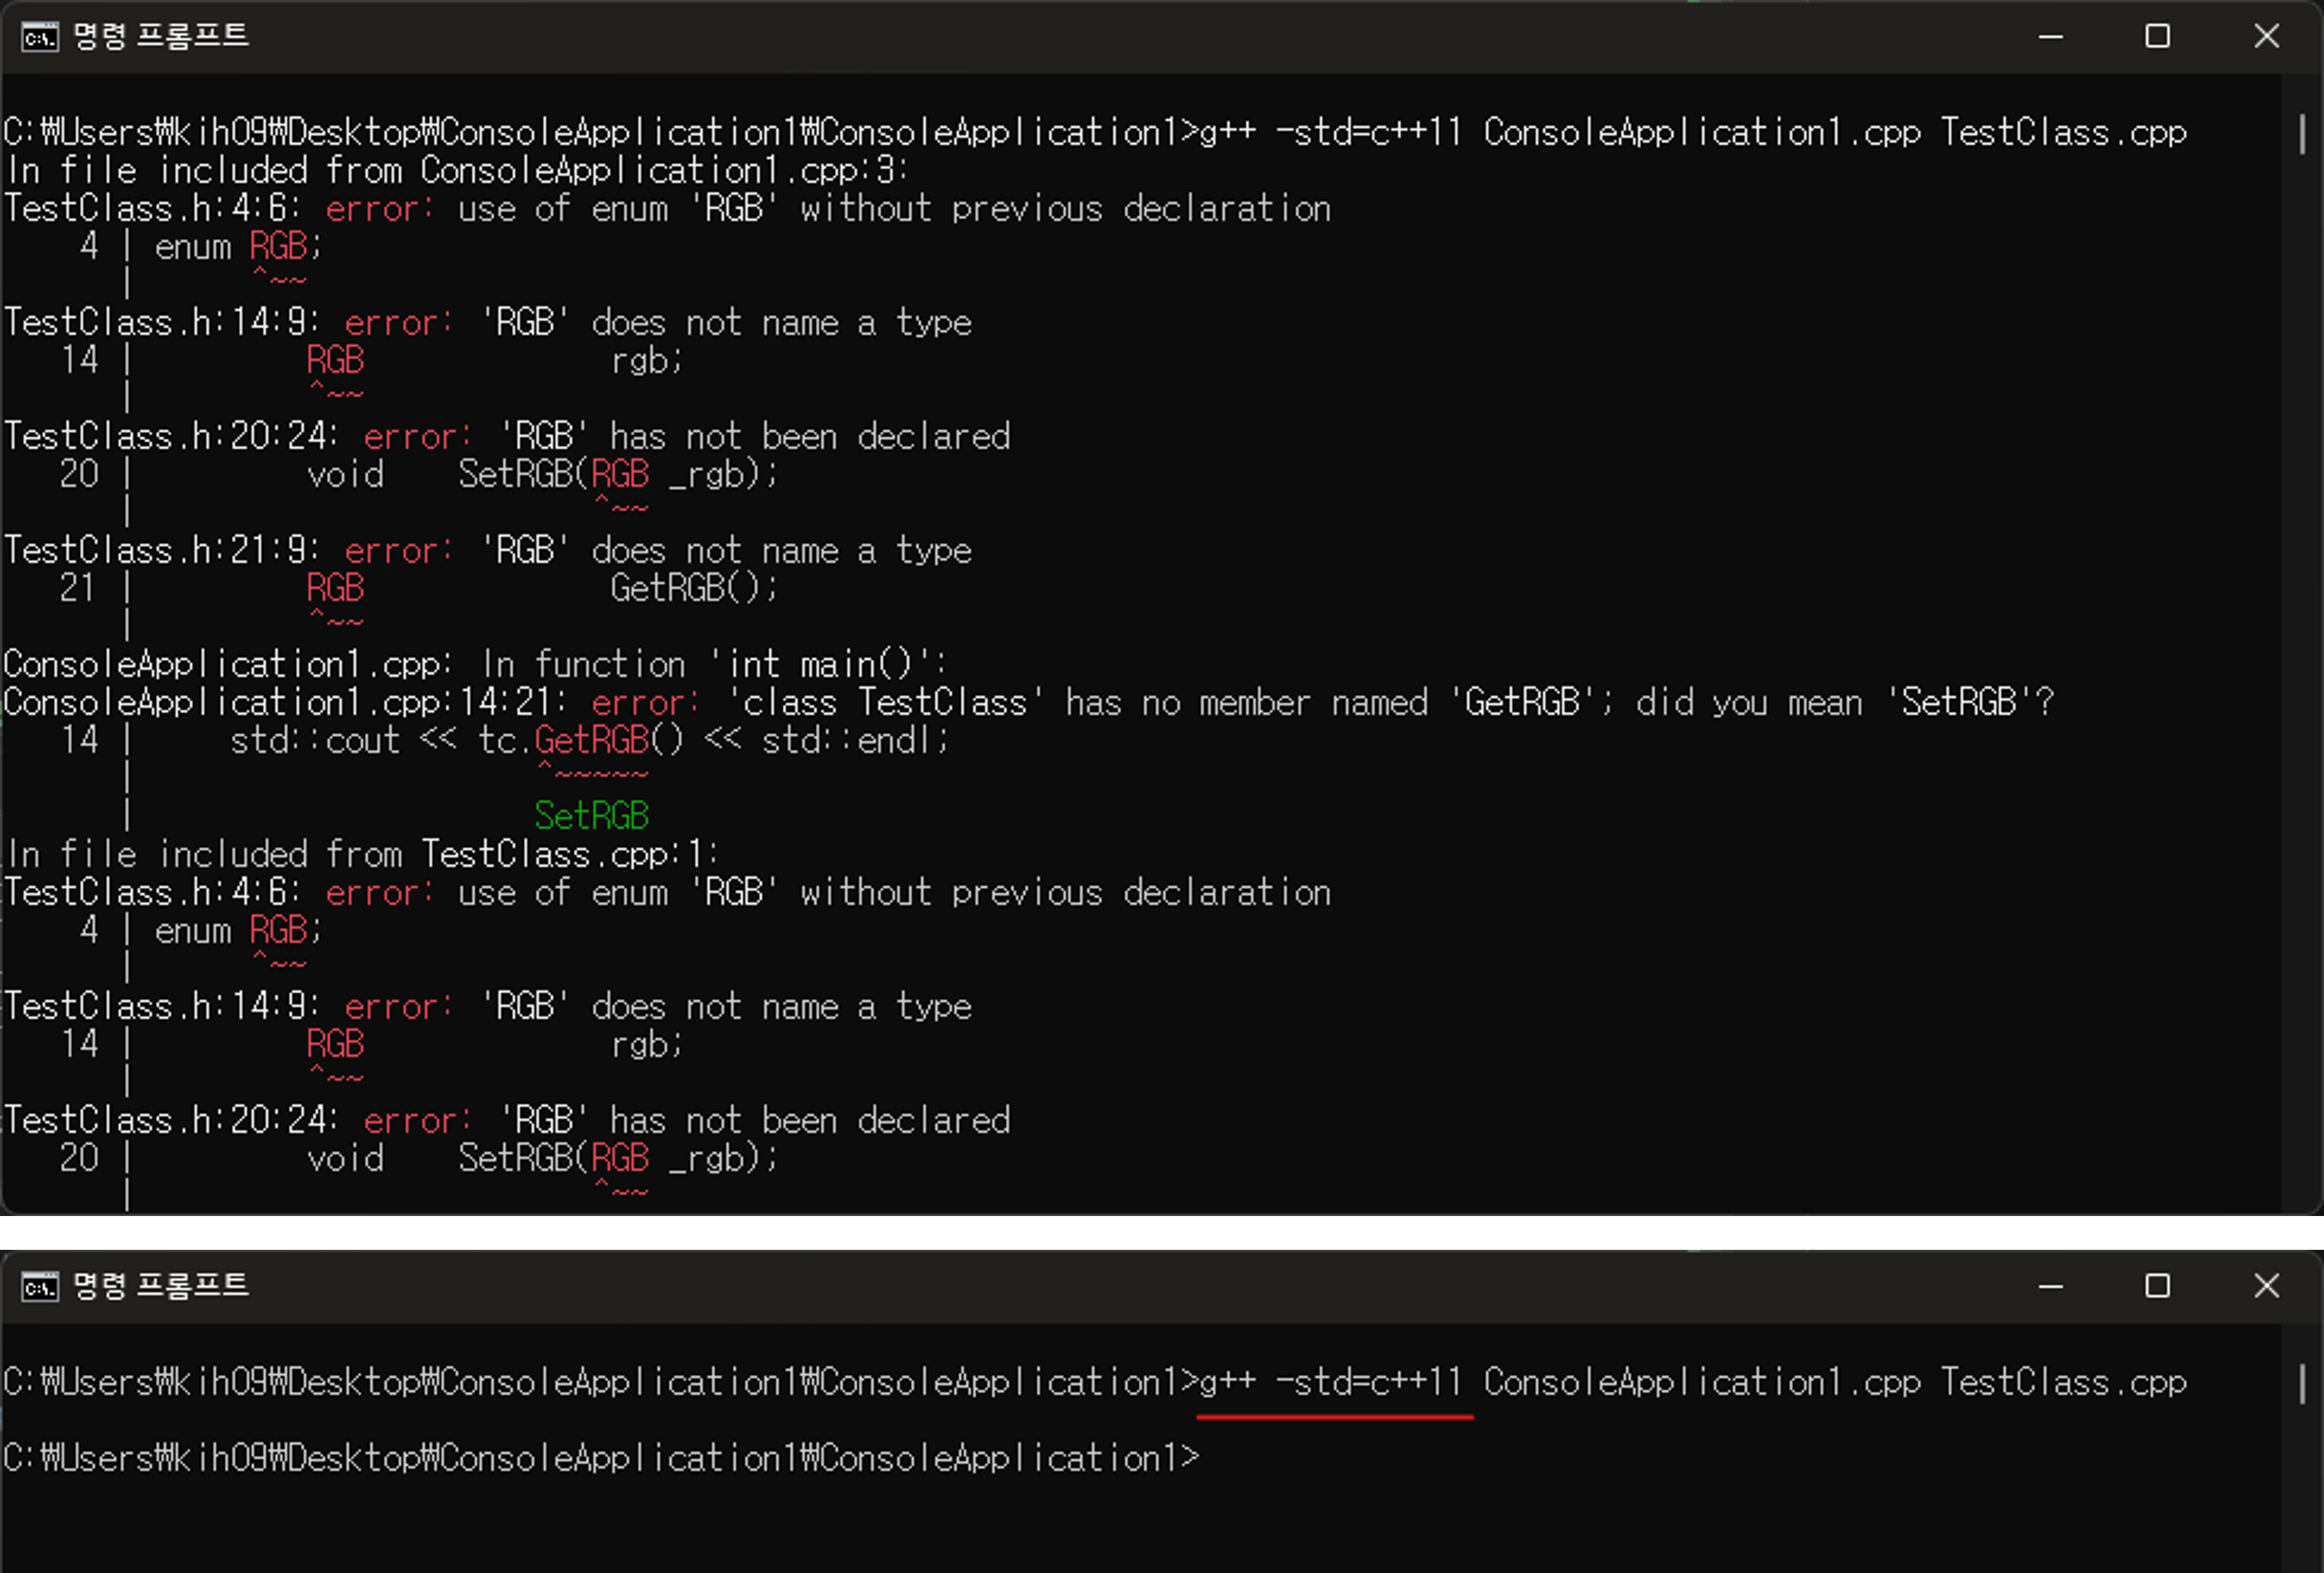 명령 프롬프트
C:₩Users₩kih09₩Desktop₩ConsoleApplication1₩ConsoleApplication1>g++ -std=c++11 ConsoleApplication1.cpp TestClass.cpp
In file included from ConsoleApplication1.cpp:3:
TestClass.h:4:6: error: use of enum 'RGB' without previous declaration
4 | enum RGB;
| ^~~
TestClass.h:14:9: error: 'RGB' does not name a type
14 | RGB rgb;
| ^~~
TestClass.h:20:24: error: 'RGB' has not been declared
20 | void SetRGB(RGB _rgb);
| ^~~
TestClass.h:21:9: error: 'RGB' does not name a type
21 | RGB GetRGB();
| ^~~
ConsoleApplication1.cpp: In function 'int main()':
ConsoleApplication1.cpp:14:21: error: 'class TestClass' has no member named 'GetRGB'; did you mean 'SetRGB'?
14 | std::cout << tc.GetRGB() << std::endl;
| ^~~~~~
| SetRGB
In file included from TestClass.cpp:1:
TestClass.h:4:6: error: use of enum 'RGB' without previous declaration
4 | enum RGB;
| ^~~
TestClass.h:14:9: error: 'RGB' does not name a type
14 | RGB rgb;
| ^~~
TestClass.h:20:24: error: 'RGB' has not been declared
20 | void SetRGB(RGB _rgb);
| ^~~
명령 프롬프트
C:₩Users₩kih09₩Desktop₩ConsoleApplication1₩ConsoleApplication1>g++ -std=c++11 ConsoleApplication1.cpp TestClass.cpp
C:₩Users₩kih09₩Desktop₩ConsoleApplication1₩ConsoleApplication1>